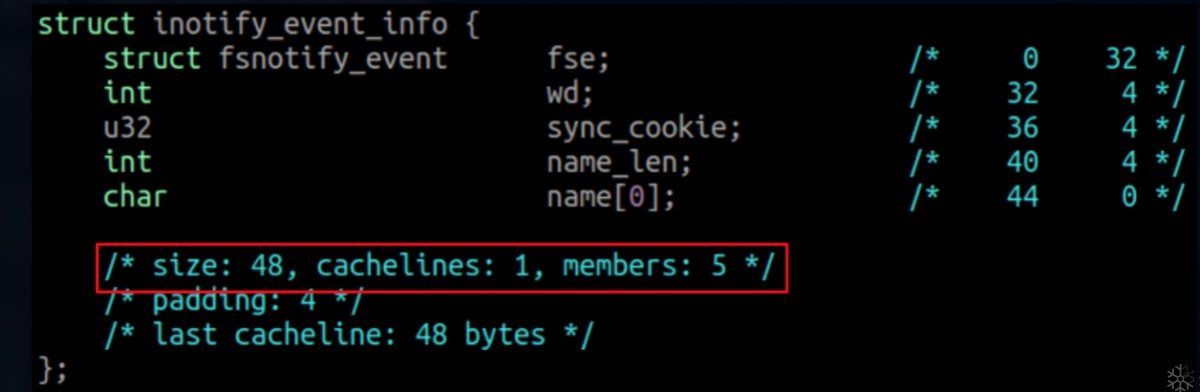 struct inotify_event_info {
    struct fsnotify_event      fse;                  /*     0    32 */
    int                        wd;                   /*    32     4 */
    u32                        sync_cookie;          /*    36     4 */
    int                        name_len;             /*    40     4 */
    char                       name[0];              /*    44     0 */
    /* size: 48, cachelines: 1, members: 5 */
    /* padding: 4 */
    /* last cacheline: 48 bytes */
};